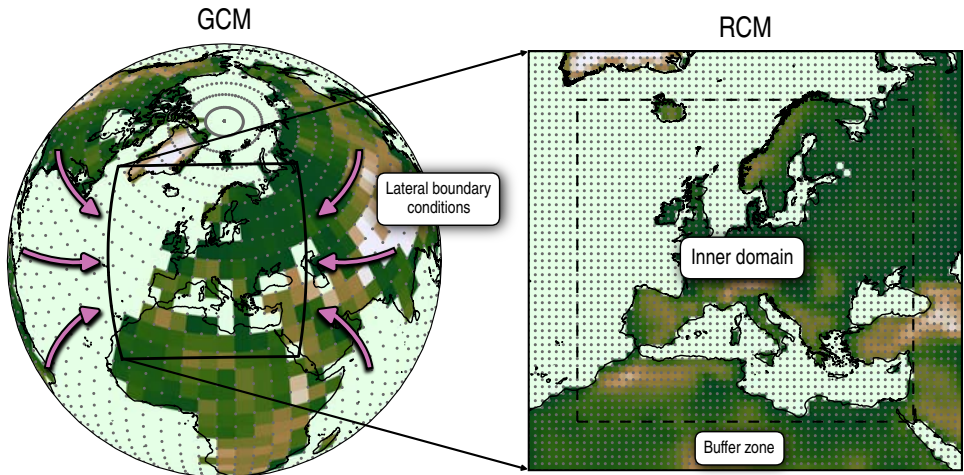 GCM
RCM
Lateral boundary
conditions
Inner domain
Buffer zone